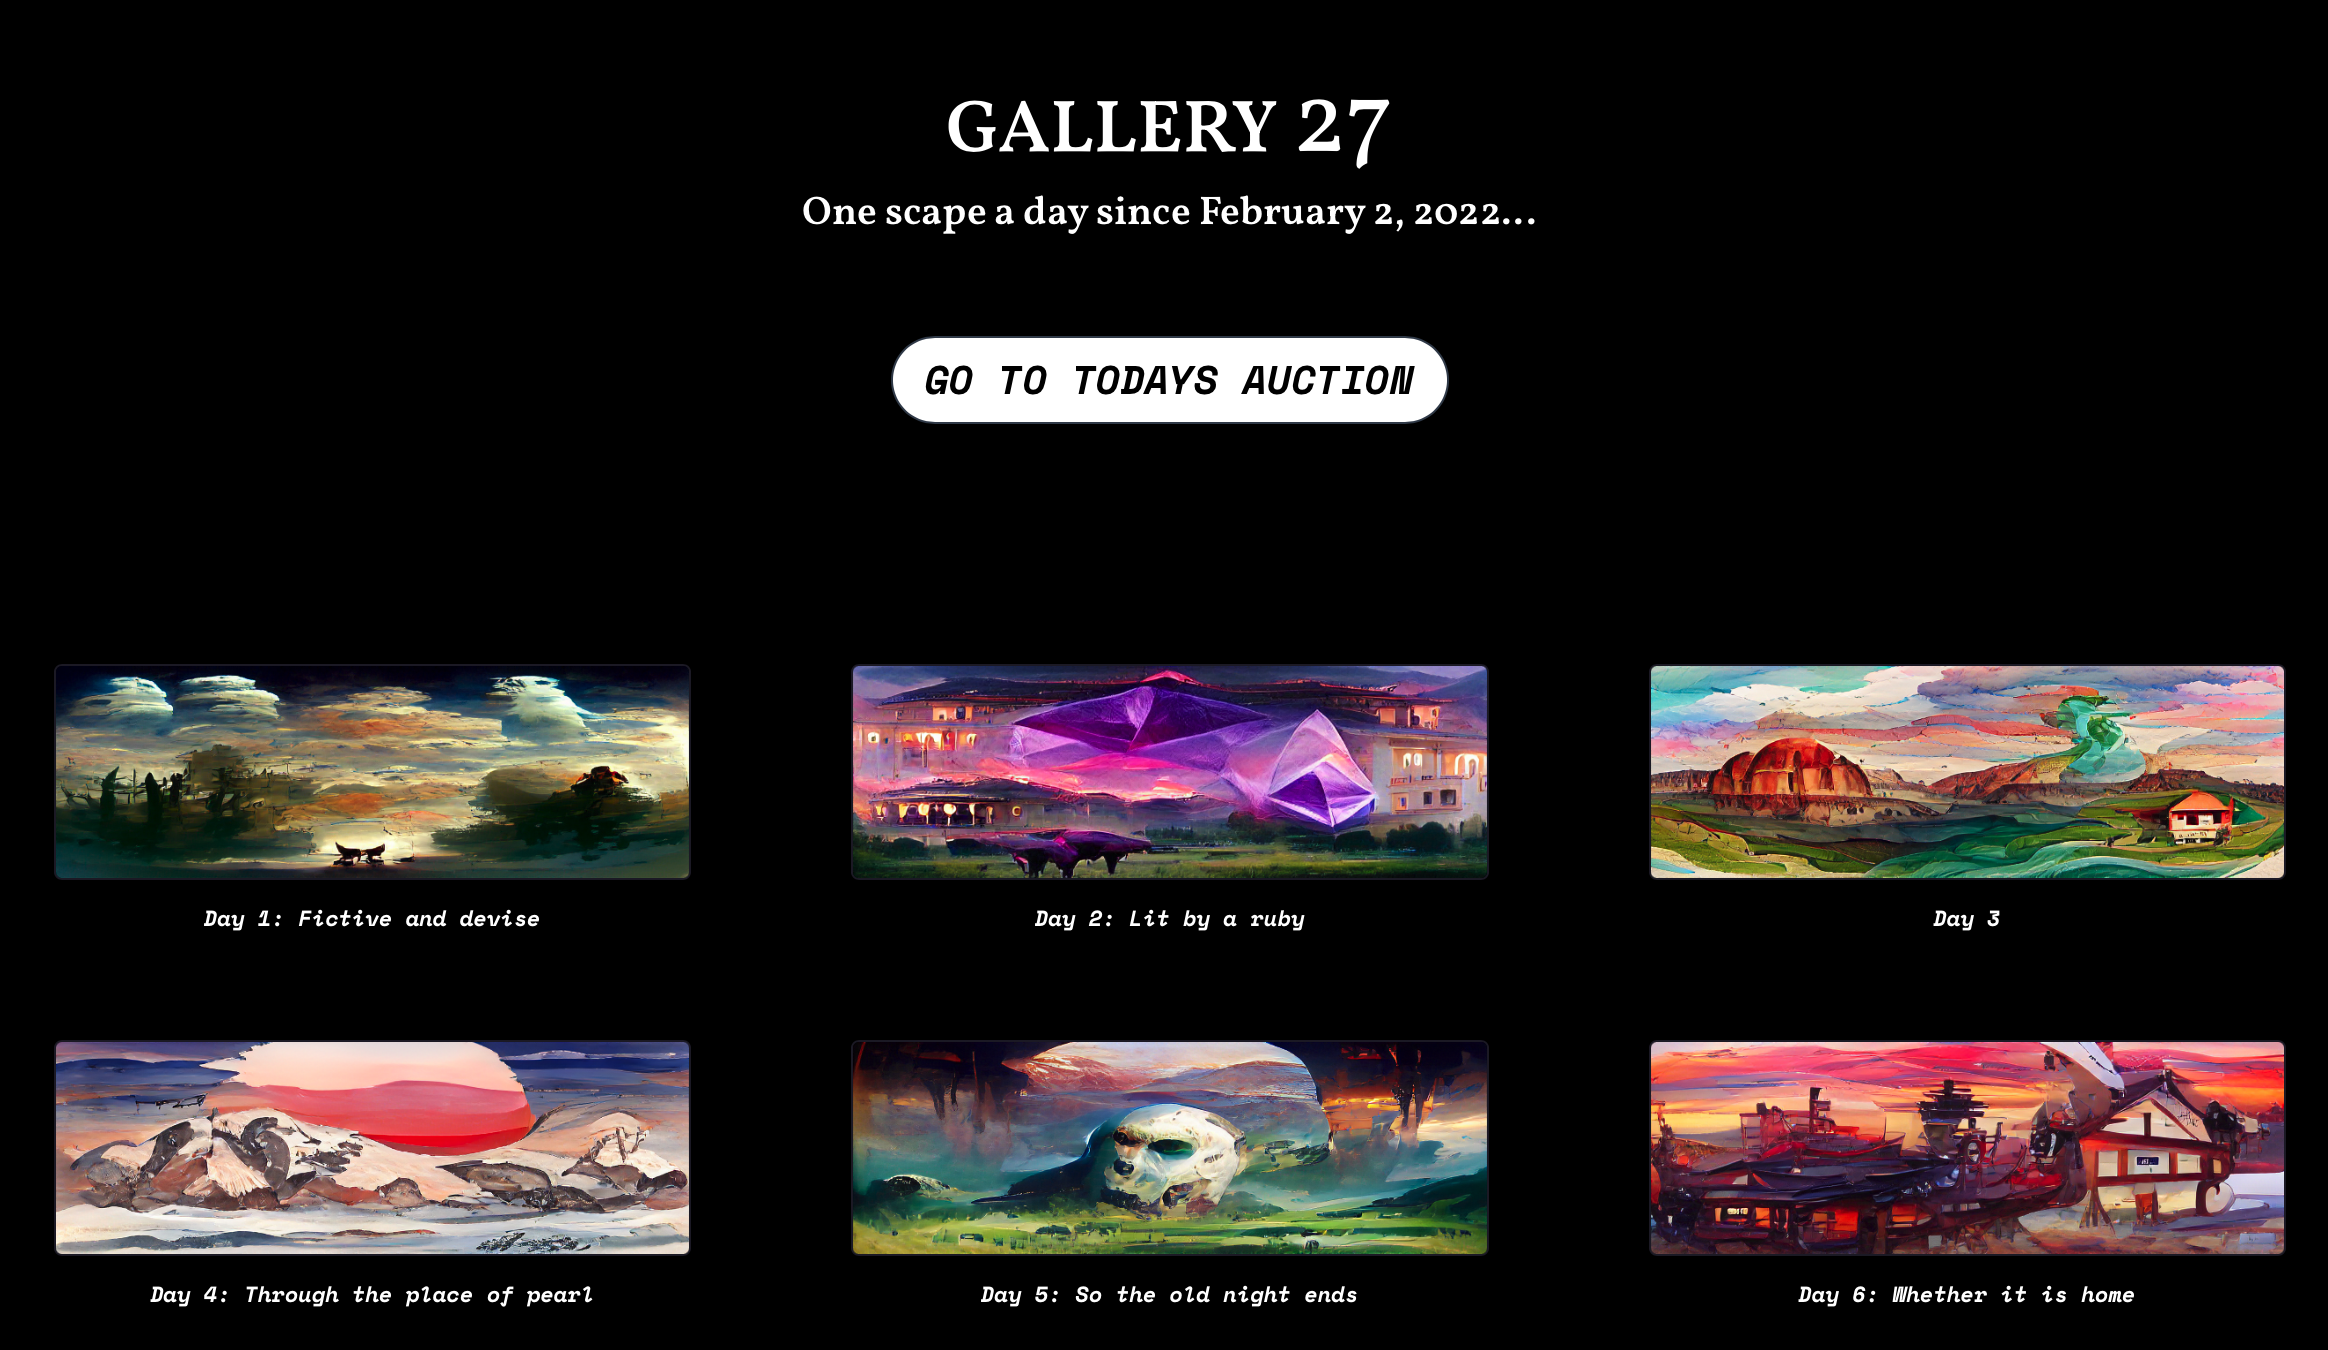 GALLERY 27
One scape a day since February 2, 2022...
GO TO TODAYS AUCTION
Day 1: Fictive and devise
Day 2: Lit by a ruby
Day 3
Day 4: Through the place of pearl
Day 5: So the old night ends
Day 6: Whether it is home